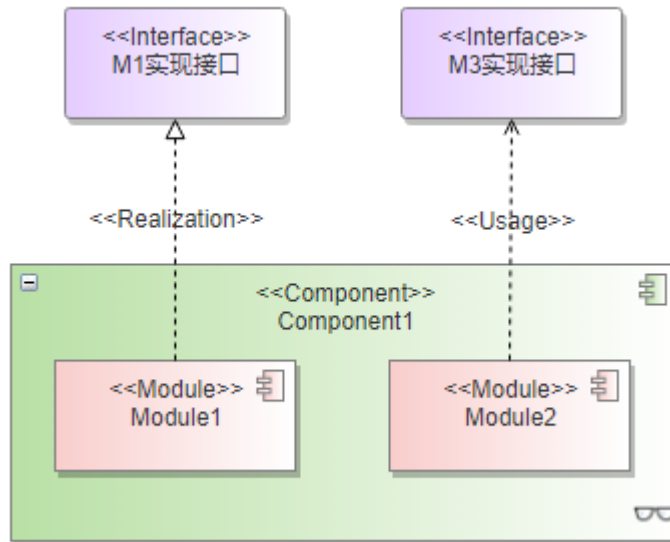 <<Interface>>
M1实现接口
<<Interface>>
M3实现接口
<<Realization>>
<<Usage>>
<<Component>>
Component1
<<Module>>
Module1
<<Module>>
Module2